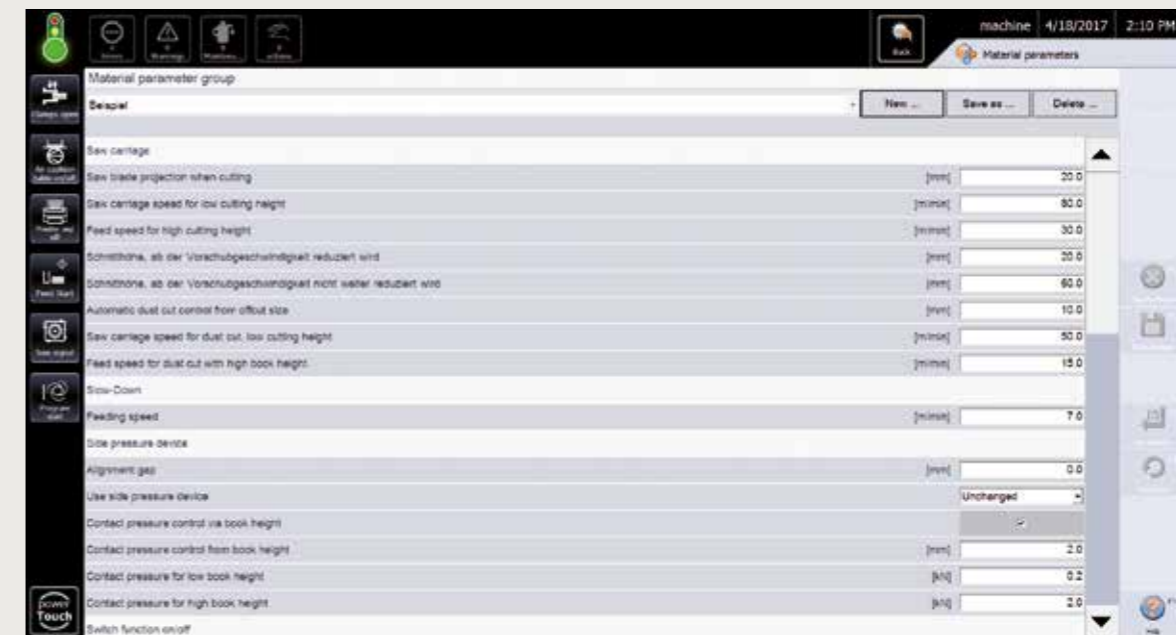 machine 4/18/2017 2:10 PM
Back
Material parameters
Material parameter group
Beispiel
New ... Save as ... Delete ...
Saw carriage
Saw blade projection when cutting [mm] 20.0
Saw carriage speed for low cutting height [m/min] 80.0
Feed speed for high cutting height [m/min] 30.0
Schnitthöhe, ab der Vorschubgeschwindigkeit reduziert wird [mm] 20.0
Schnitthöhe, ab der Vorschubgeschwindigkeit nicht weiter reduziert wird [mm] 60.0
Automatic dust cut control from offcut size [mm] 10.0
Saw carriage speed for dust cut, low cutting height [m/min] 50.0
Feed speed for dust cut with high book height [m/min] 15.0
Slow-Down
Feeding speed [m/min] 7.0
Side pressure device
Alignment gap [mm] 0.0
Use side pressure device Unchanged
Contact pressure control via book height
Contact pressure control from book height [mm] 2.0
Contact pressure for low book height [kN] 0.2
Contact pressure for high book height [kN] 2.0
Switch function on/off
Clamps open
Feed Start
Program start
power
Touch
Help